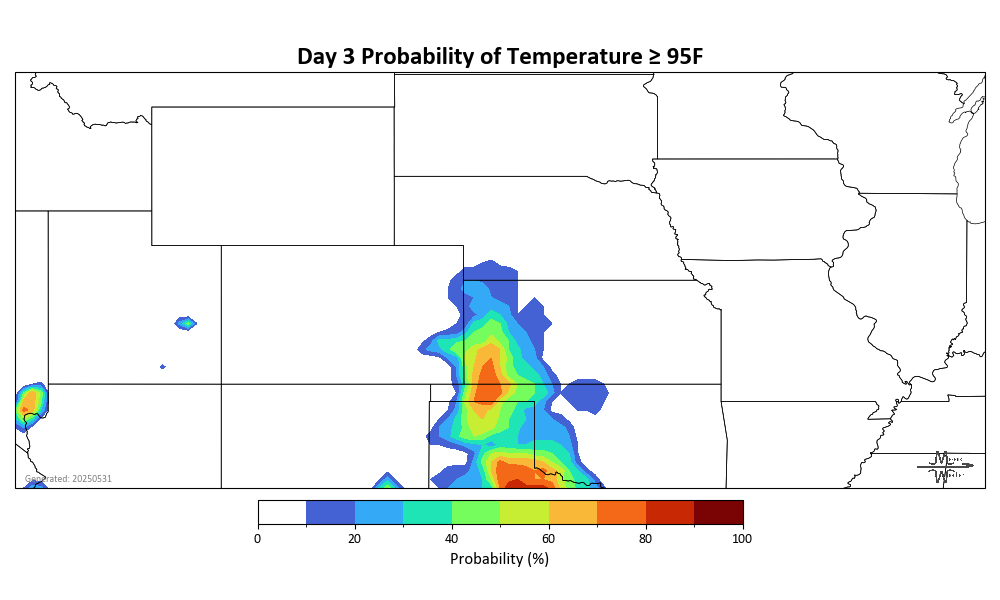 Day 3 Probability of Temperature ≥ 95F
Generated: 20250531
0 20 40 60 80 100
Probability (%)